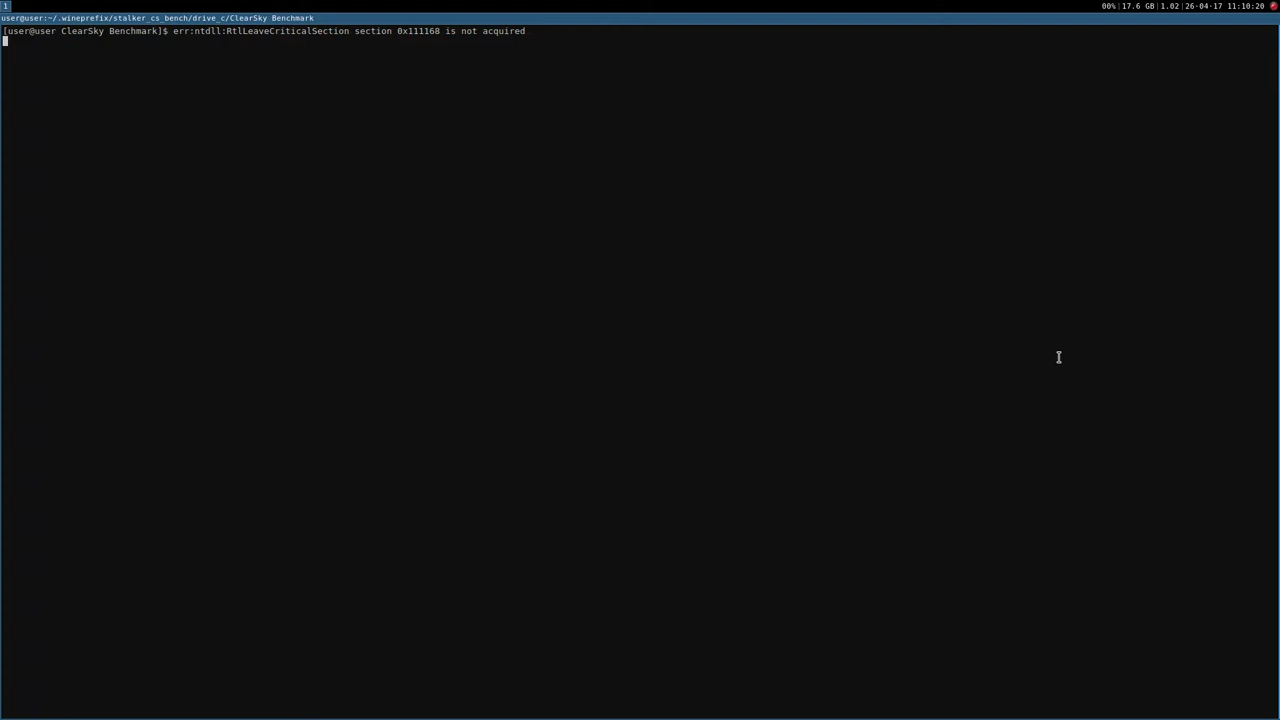 1
00%|17.6 GB|1.02|26-04-17 11:10:20
user@user:~/.wineprefix/stalker_cs_bench/drive_c/ClearSky Benchmark
[user@user ClearSky Benchmark]$ err:ntdll:RtlLeaveCriticalSection section 0x111168 is not acquired